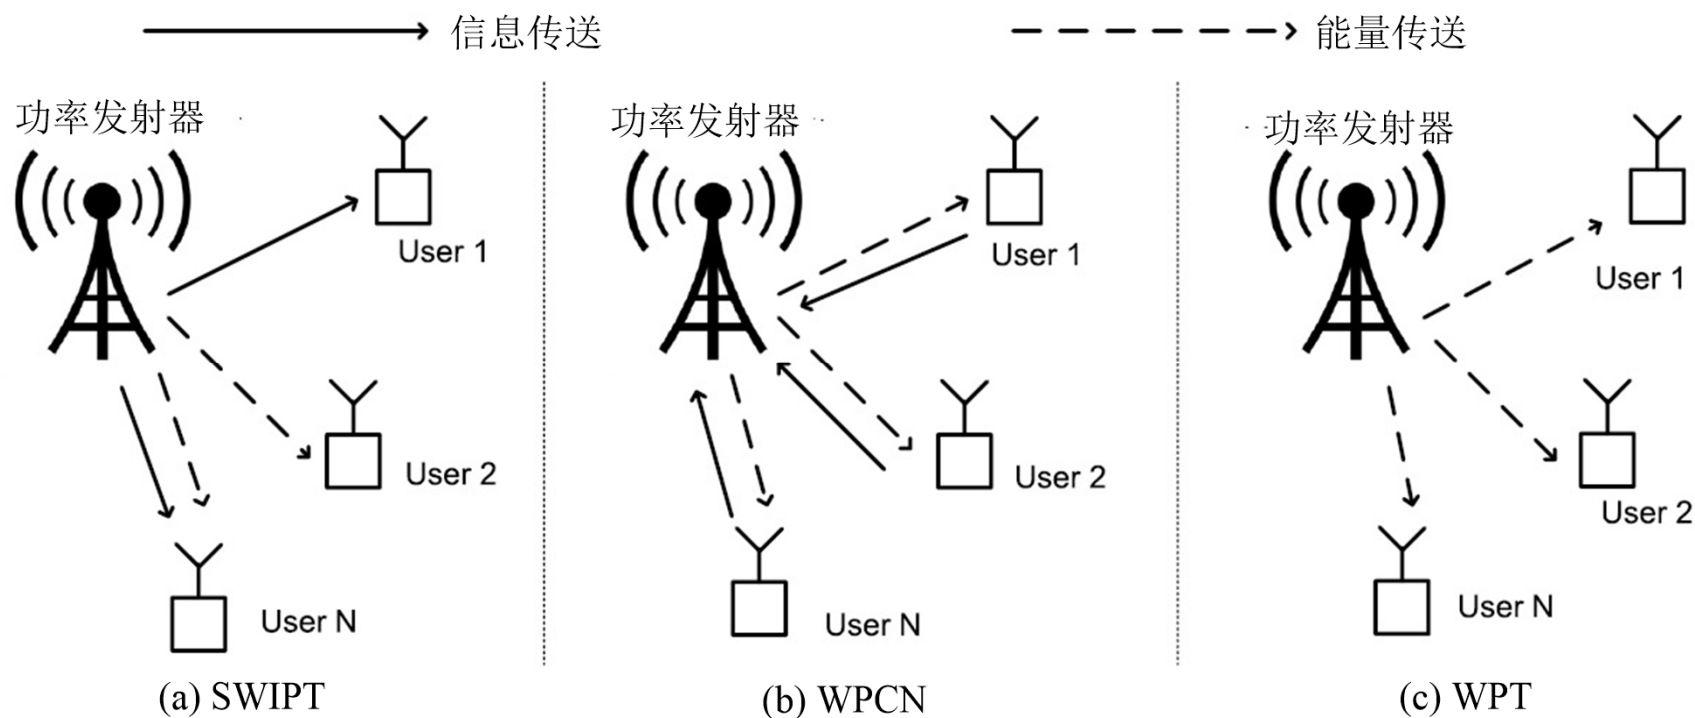 信息传送
能量传送
功率发射器
User 1
User 2
User N
(a) SWIPT
功率发射器
User 1
User 2
User N
(b) WPCN
功率发射器
User 1
User 2
User N
(c) WPT